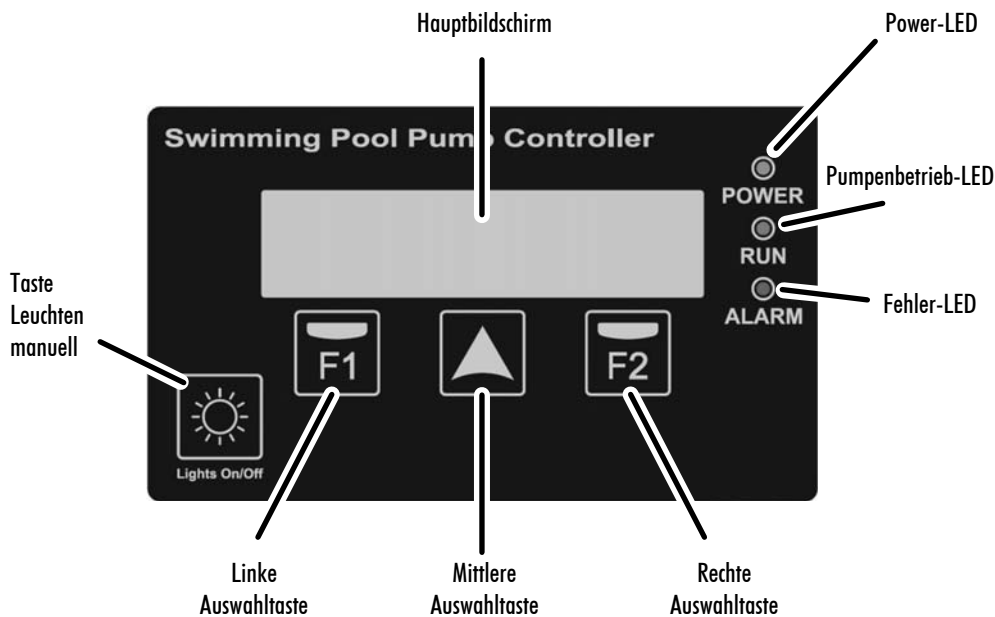 Hauptbildschirm
Power-LED
Swimming Pool Pump Controller
POWER
Pumpenbetrieb-LED
RUN
Taste
Leuchten
manuell
Fehler-LED
ALARM
F1
F2
Lights On/Off
Linke
Auswahltaste
Mittlere
Auswahltaste
Rechte
Auswahltaste